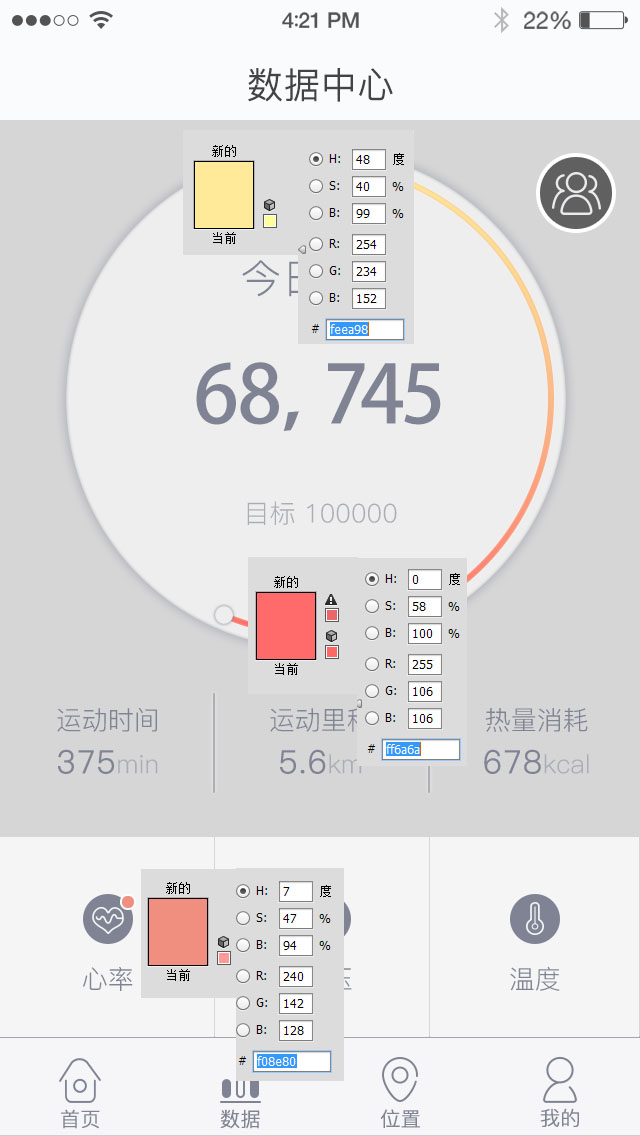 4:21 PM 22%
数据中心
新的
当前
H: 48 度
S: 40 %
B: 99 %
R: 254
G: 234
B: 152
# feea98
今
68, 745
目标 100000
新的
当前
H: 0 度
S: 58 %
B: 100 %
R: 255
G: 106
B: 106
# ff6a6a
运动时间
375min
运动里
5.6km
热量消耗
678kcal
新的
当前
H: 7 度
S: 47 %
B: 94 %
R: 240
G: 142
B: 128
# f08e80
心率
温度
首页
数据
位置
我的